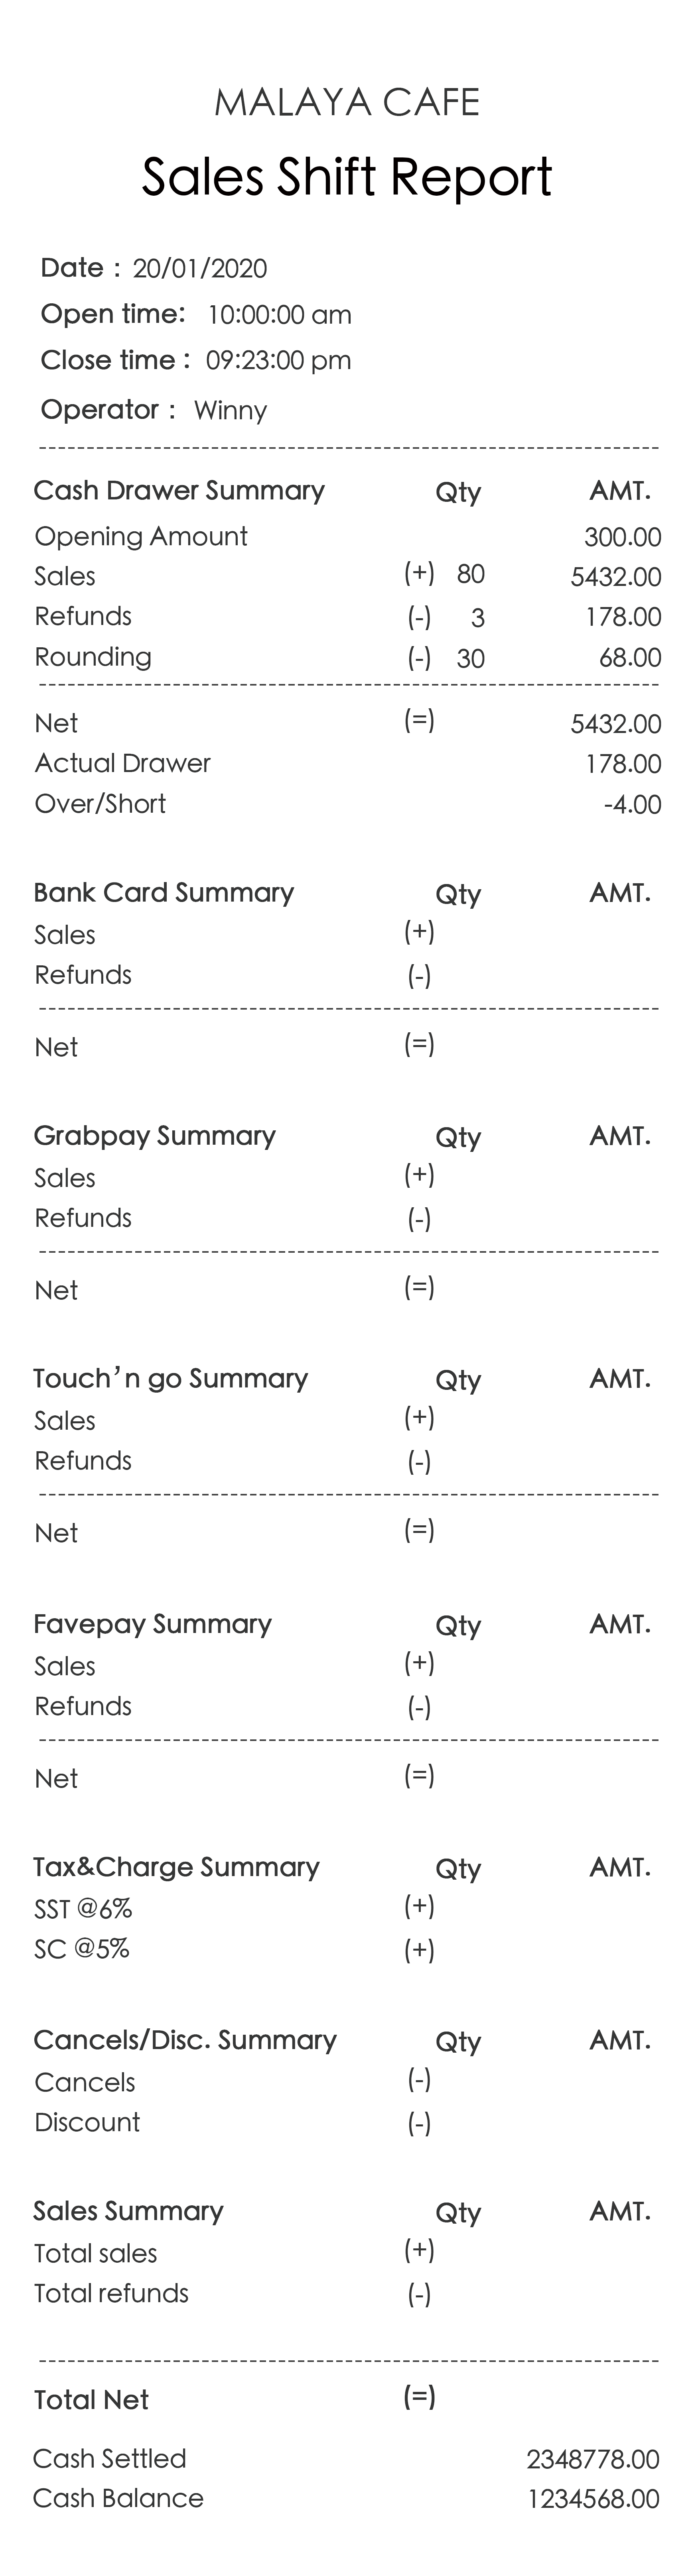 MALAYA CAFE
Sales Shift Report
Date : 20/01/2020
Open time: 10:00:00 am
Close time : 09:23:00 pm
Operator : Winny
Cash Drawer Summary Qty AMT.
Opening Amount 300.00
Sales (+) 80 5432.00
Refunds (-) 3 178.00
Rounding (-) 30 68.00
Net (=) 5432.00
Actual Drawer 178.00
Over/Short -4.00
Bank Card Summary Qty AMT.
Sales (+)
Refunds (-)
Net (=)
Grabpay Summary Qty AMT.
Sales (+)
Refunds (-)
Net (=)
Touch’n go Summary Qty AMT.
Sales (+)
Refunds (-)
Net (=)
Favepay Summary Qty AMT.
Sales (+)
Refunds (-)
Net (=)
Tax&Charge Summary Qty AMT.
SST @6% (+)
SC @5% (+)
Cancels/Disc. Summary Qty AMT.
Cancels (-)
Discount (-)
Sales Summary Qty AMT.
Total sales (+)
Total refunds (-)
Total Net (=)
Cash Settled 2348778.00
Cash Balance 1234568.00